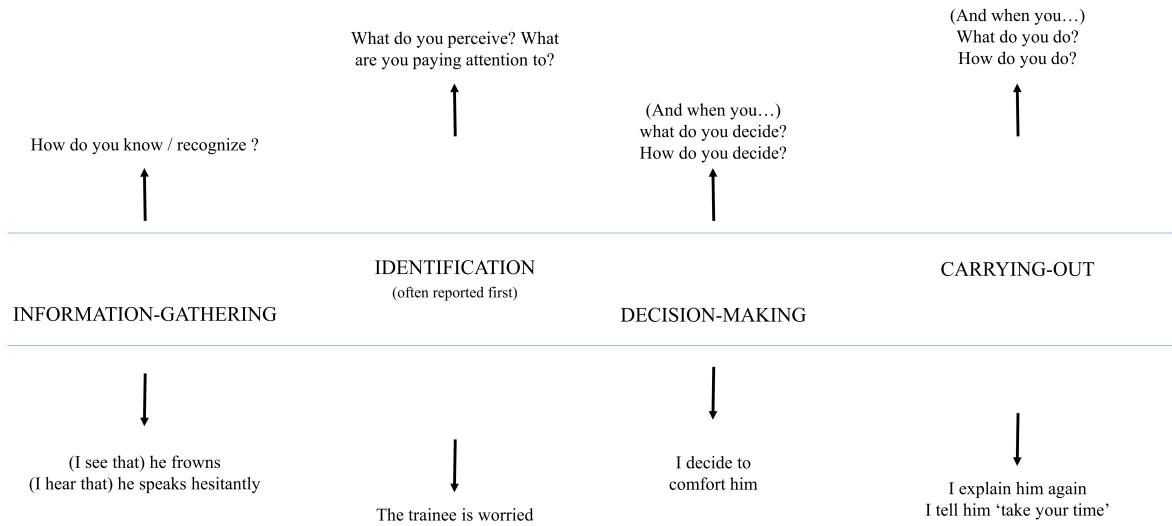 (And when you…)
What do you do?
How do you do?
What do you perceive? What
are you paying attention to?
(And when you…)
what do you decide?
How do you decide?
How do you know / recognize ?
IDENTIFICATION
(often reported first)
CARRYING-OUT
INFORMATION-GATHERING
DECISION-MAKING
(I see that) he frowns
(I hear that) he speaks hesitantly
The trainee is worried
I decide to
comfort him
I explain him again
I tell him ‘take your time’